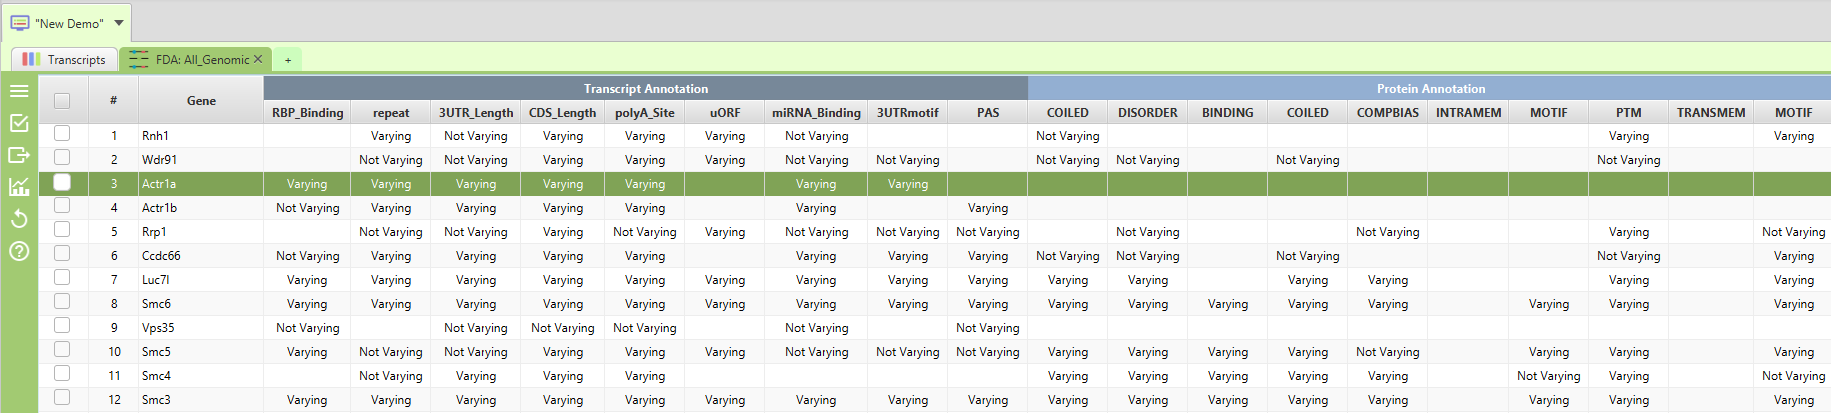 "New Demo"
Transcripts FDA: All_Genomic × +
# Gene Transcript Annotation Protein Annotation
RBP_Binding repeat 3UTR_Length CDS_Length polyA_Site uORF miRNA_Binding 3UTRmotif PAS COILED DISORDER BINDING COILED COMPBIAS INTRAMEM MOTIF PTM TRANSMEM MOTIF
1 Rnh1 Varying Not Varying Varying Varying Varying Not Varying Not Varying Varying Varying
2 Wdr91 Not Varying Not Varying Varying Varying Varying Not Varying Not Varying Not Varying Not Varying Not Varying Not Varying
3 Actr1a Varying Varying Varying Varying Varying Varying Varying
4 Actr1b Not Varying Varying Varying Varying Varying Varying Varying
5 Rrp1 Not Varying Not Varying Varying Not Varying Varying Not Varying Not Varying Not Varying Not Varying Not Varying Varying Not Varying
6 Ccdc66 Not Varying Varying Varying Varying Varying Varying Varying Varying Not Varying Not Varying Not Varying Not Varying Varying
7 Luc7l Varying Varying Varying Varying Varying Varying Varying Varying Varying Varying Varying Varying Varying Varying Varying
8 Smc6 Varying Varying Varying Varying Varying Varying Varying Varying Varying Varying Varying Varying Varying Varying Varying Varying Varying
9 Vps35 Not Varying Not Varying Not Varying Not Varying Not Varying Not Varying
10 Smc5 Varying Not Varying Not Varying Varying Varying Varying Not Varying Not Varying Not Varying Varying Varying Varying Varying Not Varying Varying Varying Varying
11 Smc4 Not Varying Varying Varying Varying Varying Varying Varying Varying Varying Not Varying Varying Not Varying
12 Smc3 Varying Varying Varying Varying Varying Varying Varying Varying Varying Varying Varying Varying Varying Varying Varying Varying Varying